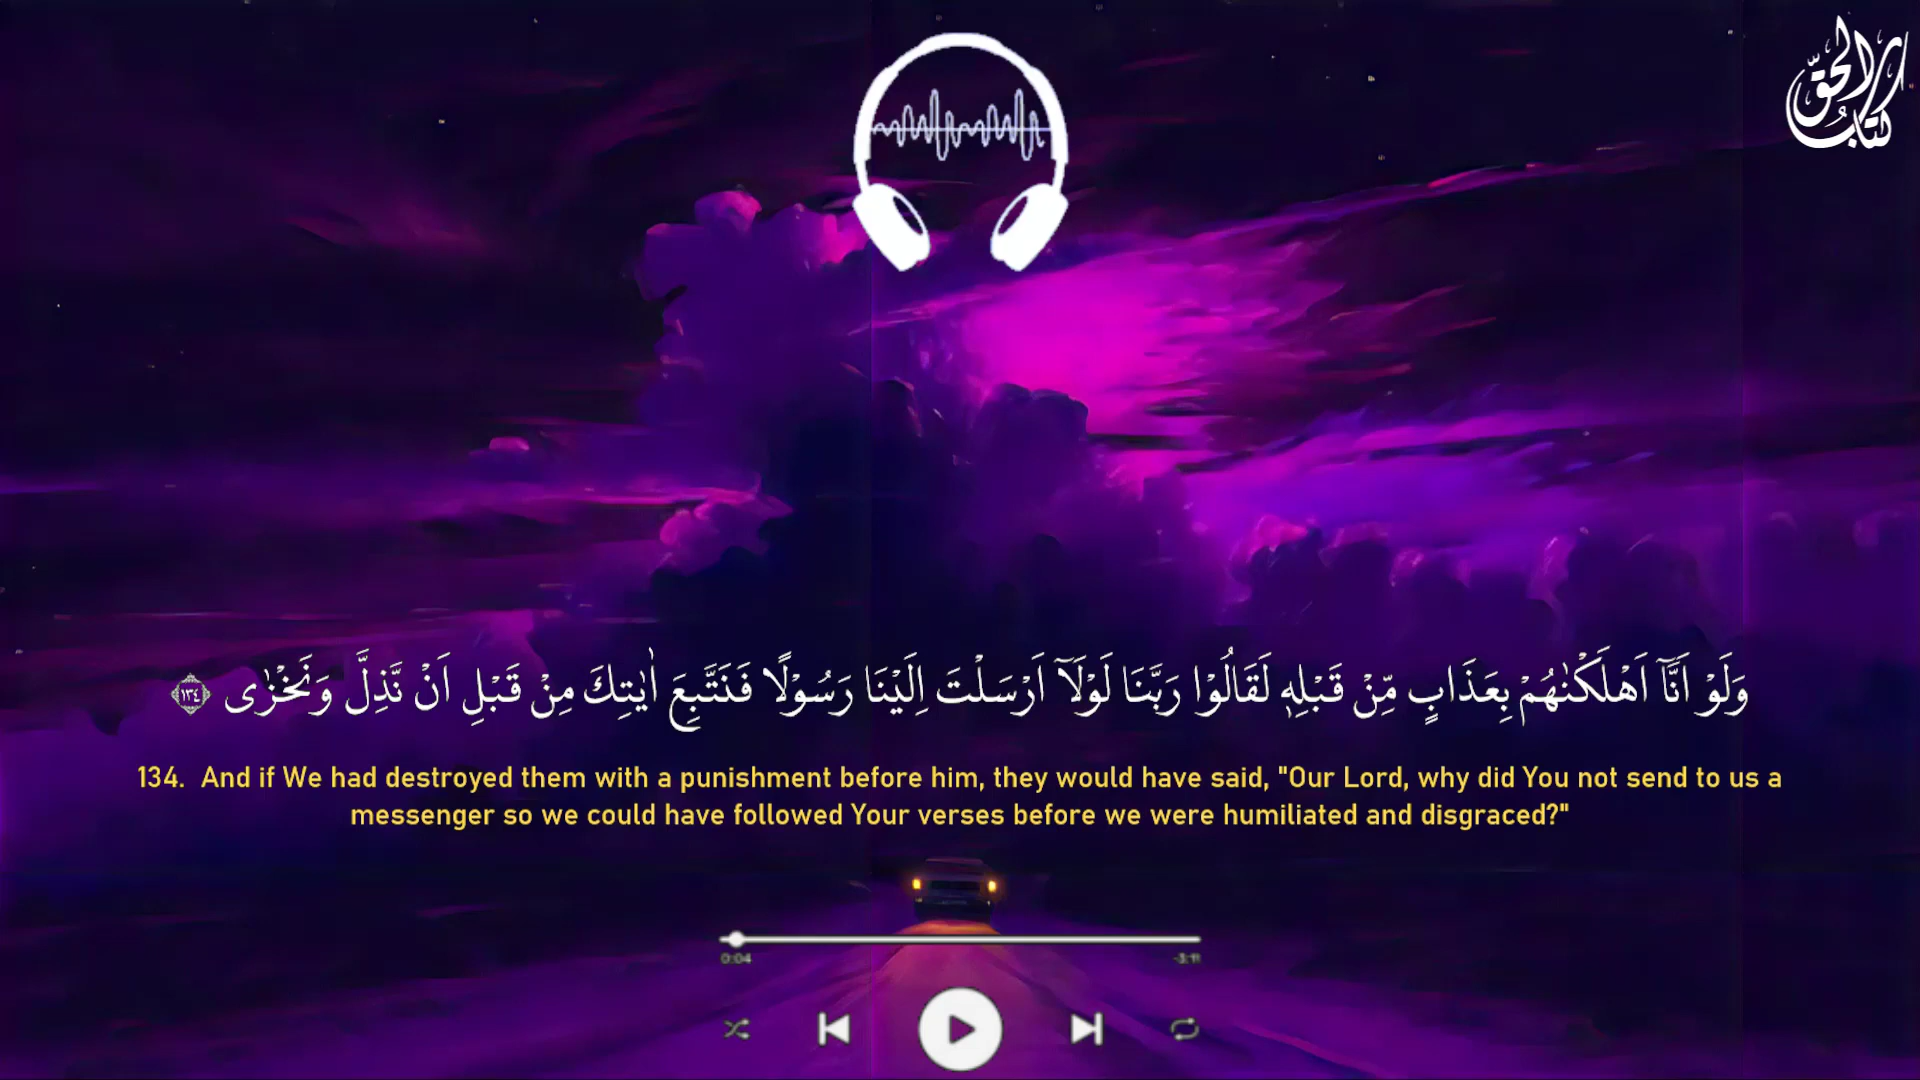 كتاب الحق
وَلَوْ اَنَّآ اَهْلَكْنٰهُمْ بِعَذَابٍ مِّنْ قَبْلِهٖ لَقَالُوْا رَبَّنَا لَوْلَآ اَرْسَلْتَ اِلَيْنَا رَسُوْلًا فَنَتَّبِعَ اٰيٰتِكَ مِنْ قَبْلِ اَنْ نَّذِلَّ وَنَخْزٰى ١٣٤
134. And if We had destroyed them with a punishment before him, they would have said, "Our Lord, why did You not send to us a
messenger so we could have followed Your verses before we were humiliated and disgraced?"
0:04 -3:11